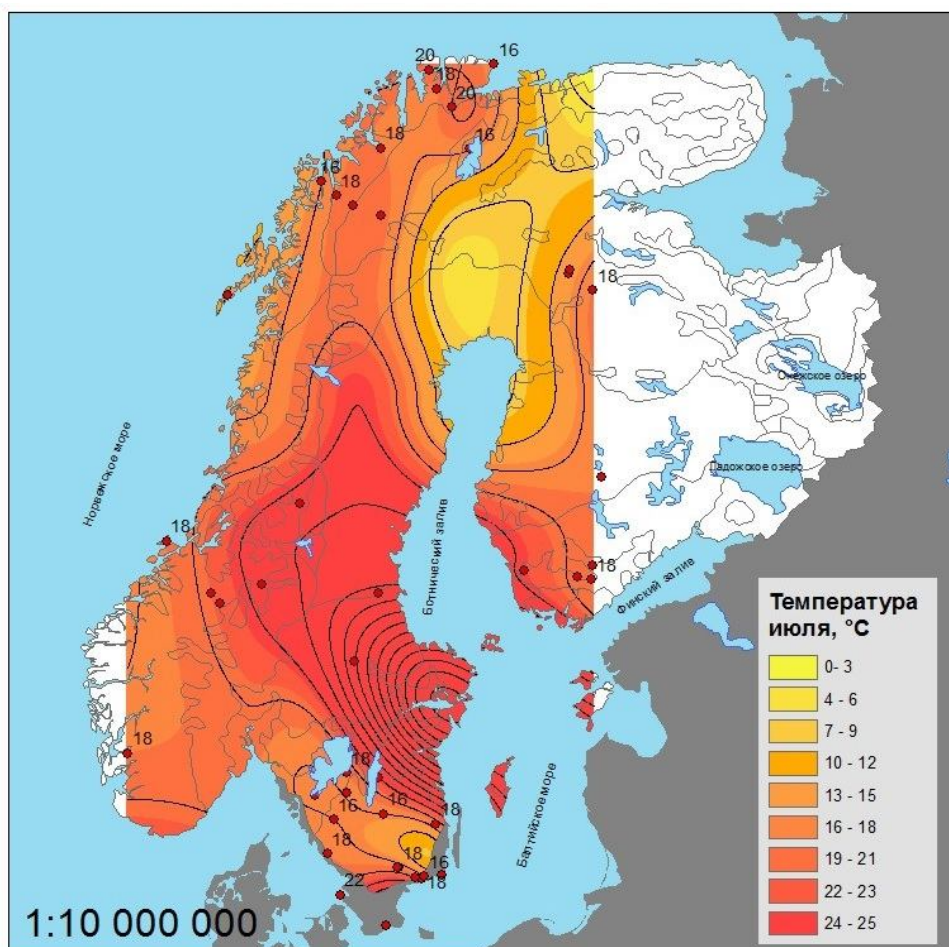 20
16
18
20
18
16
16
18
18
Онежское озеро
Ладожское озеро
Норвежское море
Ботнический залив
18
18
Финский залив
18
18
16
16
18
Балтийское море
18
18
16
22
18
Температура
июля, °C
0- 3
4 - 6
7 - 9
10 - 12
13 - 15
16 - 18
19 - 21
22 - 23
24 - 25
1:10 000 000